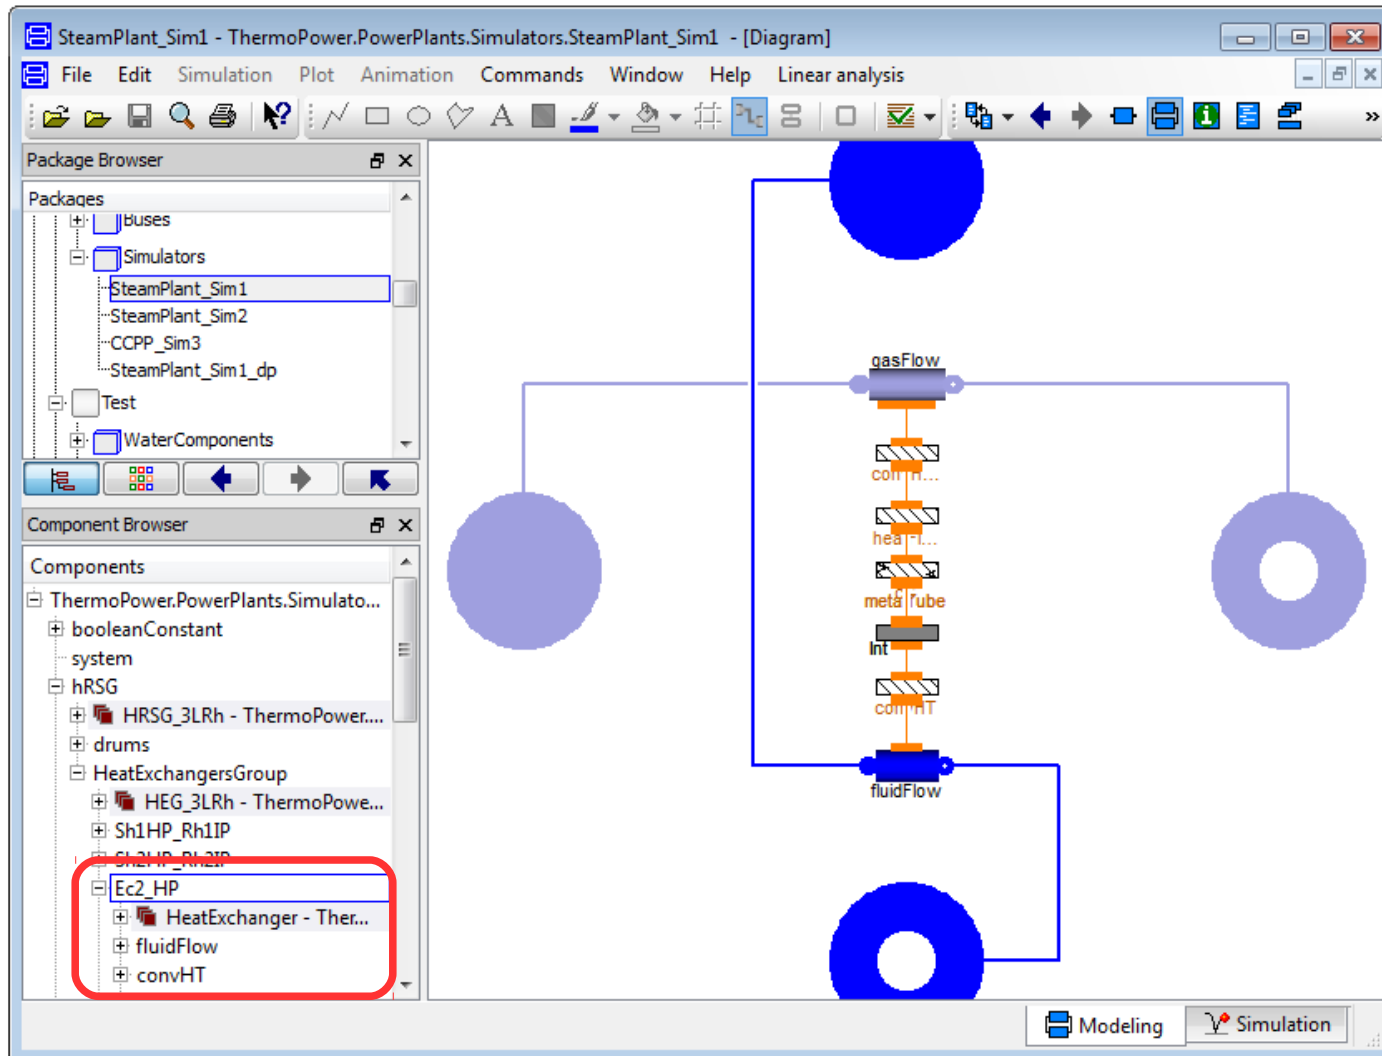 SteamPlant_Sim1 - ThermoPower.PowerPlants.Simulators.SteamPlant_Sim1 - [Diagram]
File Edit Simulation Plot Animation Commands Window Help Linear analysis
Package Browser
Packages
Buses
Simulators
SteamPlant_Sim1
SteamPlant_Sim2
CCPP_Sim3
SteamPlant_Sim1_dp
Test
WaterComponents
Component Browser
Components
ThermoPower.PowerPlants.Simulato...
booleanConstant
system
hRSG
HRSG_3LRh - ThermoPower....
drums
HeatExchangersGroup
HEG_3LRh - ThermoPowe...
Sh1HP_Rh1IP
Sh2HP_Rh2IP
Ec2_HP
HeatExchanger - Ther...
fluidFlow
convHT
gasFlow
int
fluidFlow
Modeling
Simulation